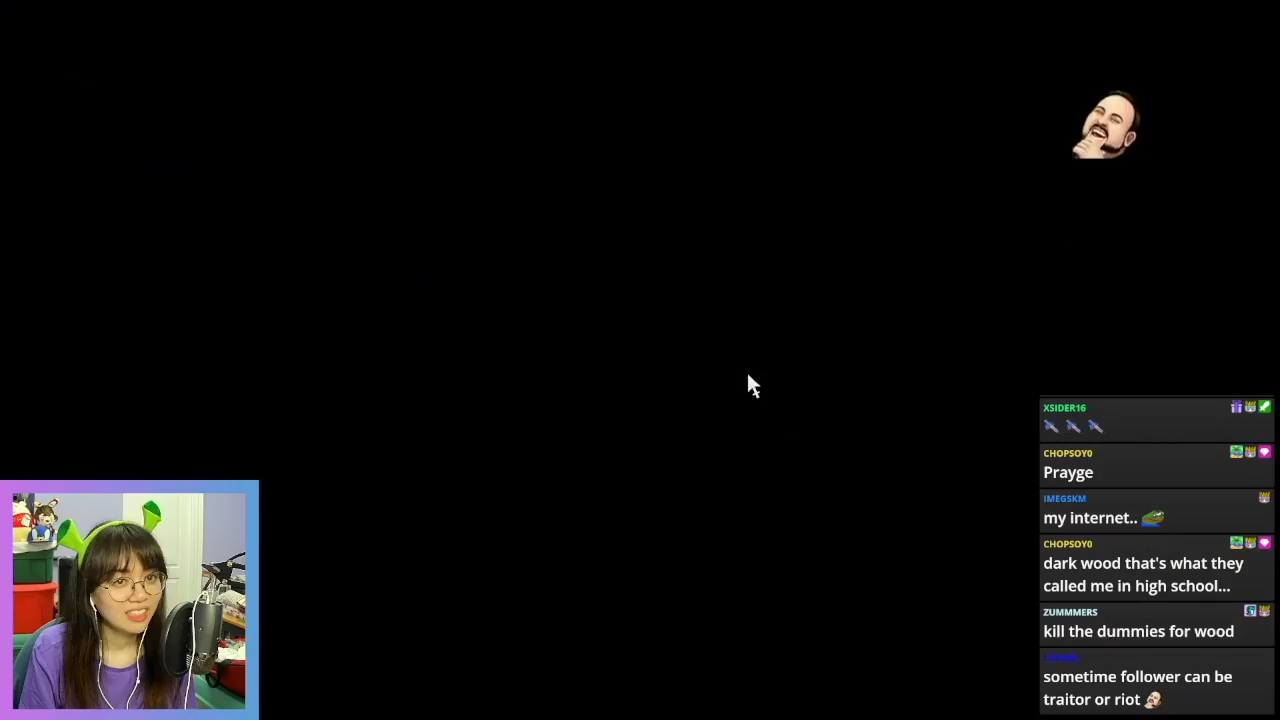 XSIDER16
CHOPSOY0
Prayge
IMEGSKM
my internet..
CHOPSOY0
dark wood that's what they
called me in high school...
ZUMMMERS
kill the dummies for wood
sometime follower can be
traitor or riot